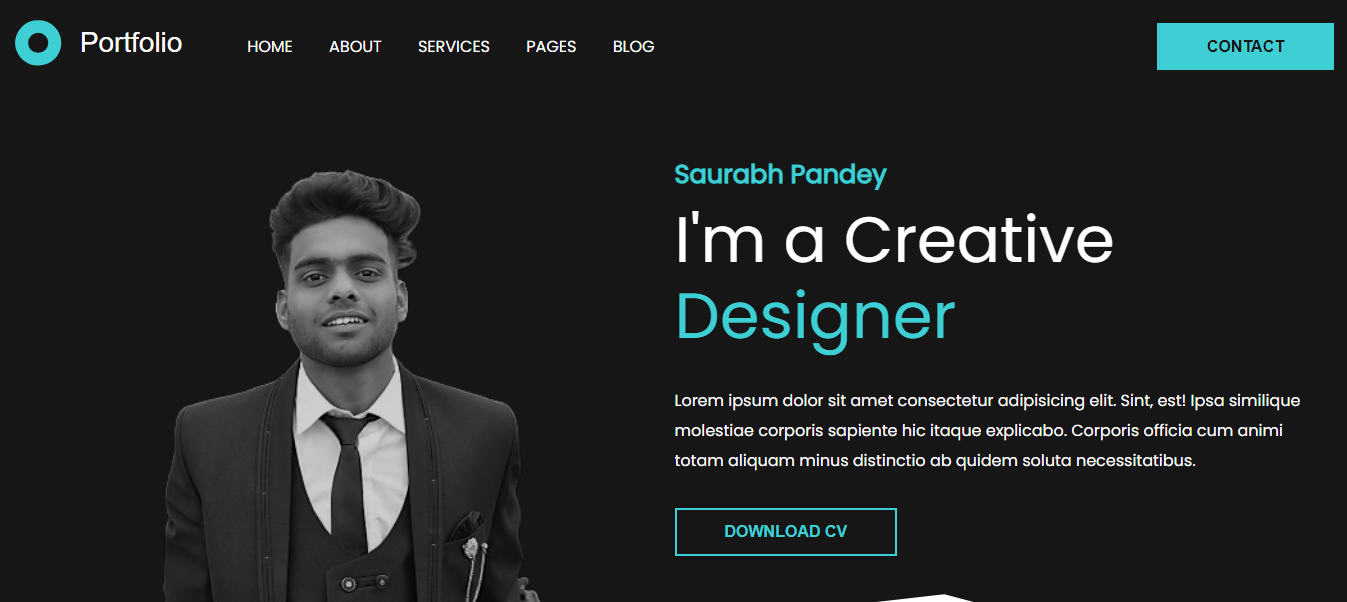 Portfolio
HOME ABOUT SERVICES PAGES BLOG
CONTACT
Saurabh Pandey
I'm a Creative
Designer
Lorem ipsum dolor sit amet consectetur adipisicing elit. Sint, est! Ipsa similique
molestiae corporis sapiente hic itaque explicabo. Corporis officia cum animi
totam aliquam minus distinctio ab quidem soluta necessitatibus.
DOWNLOAD CV